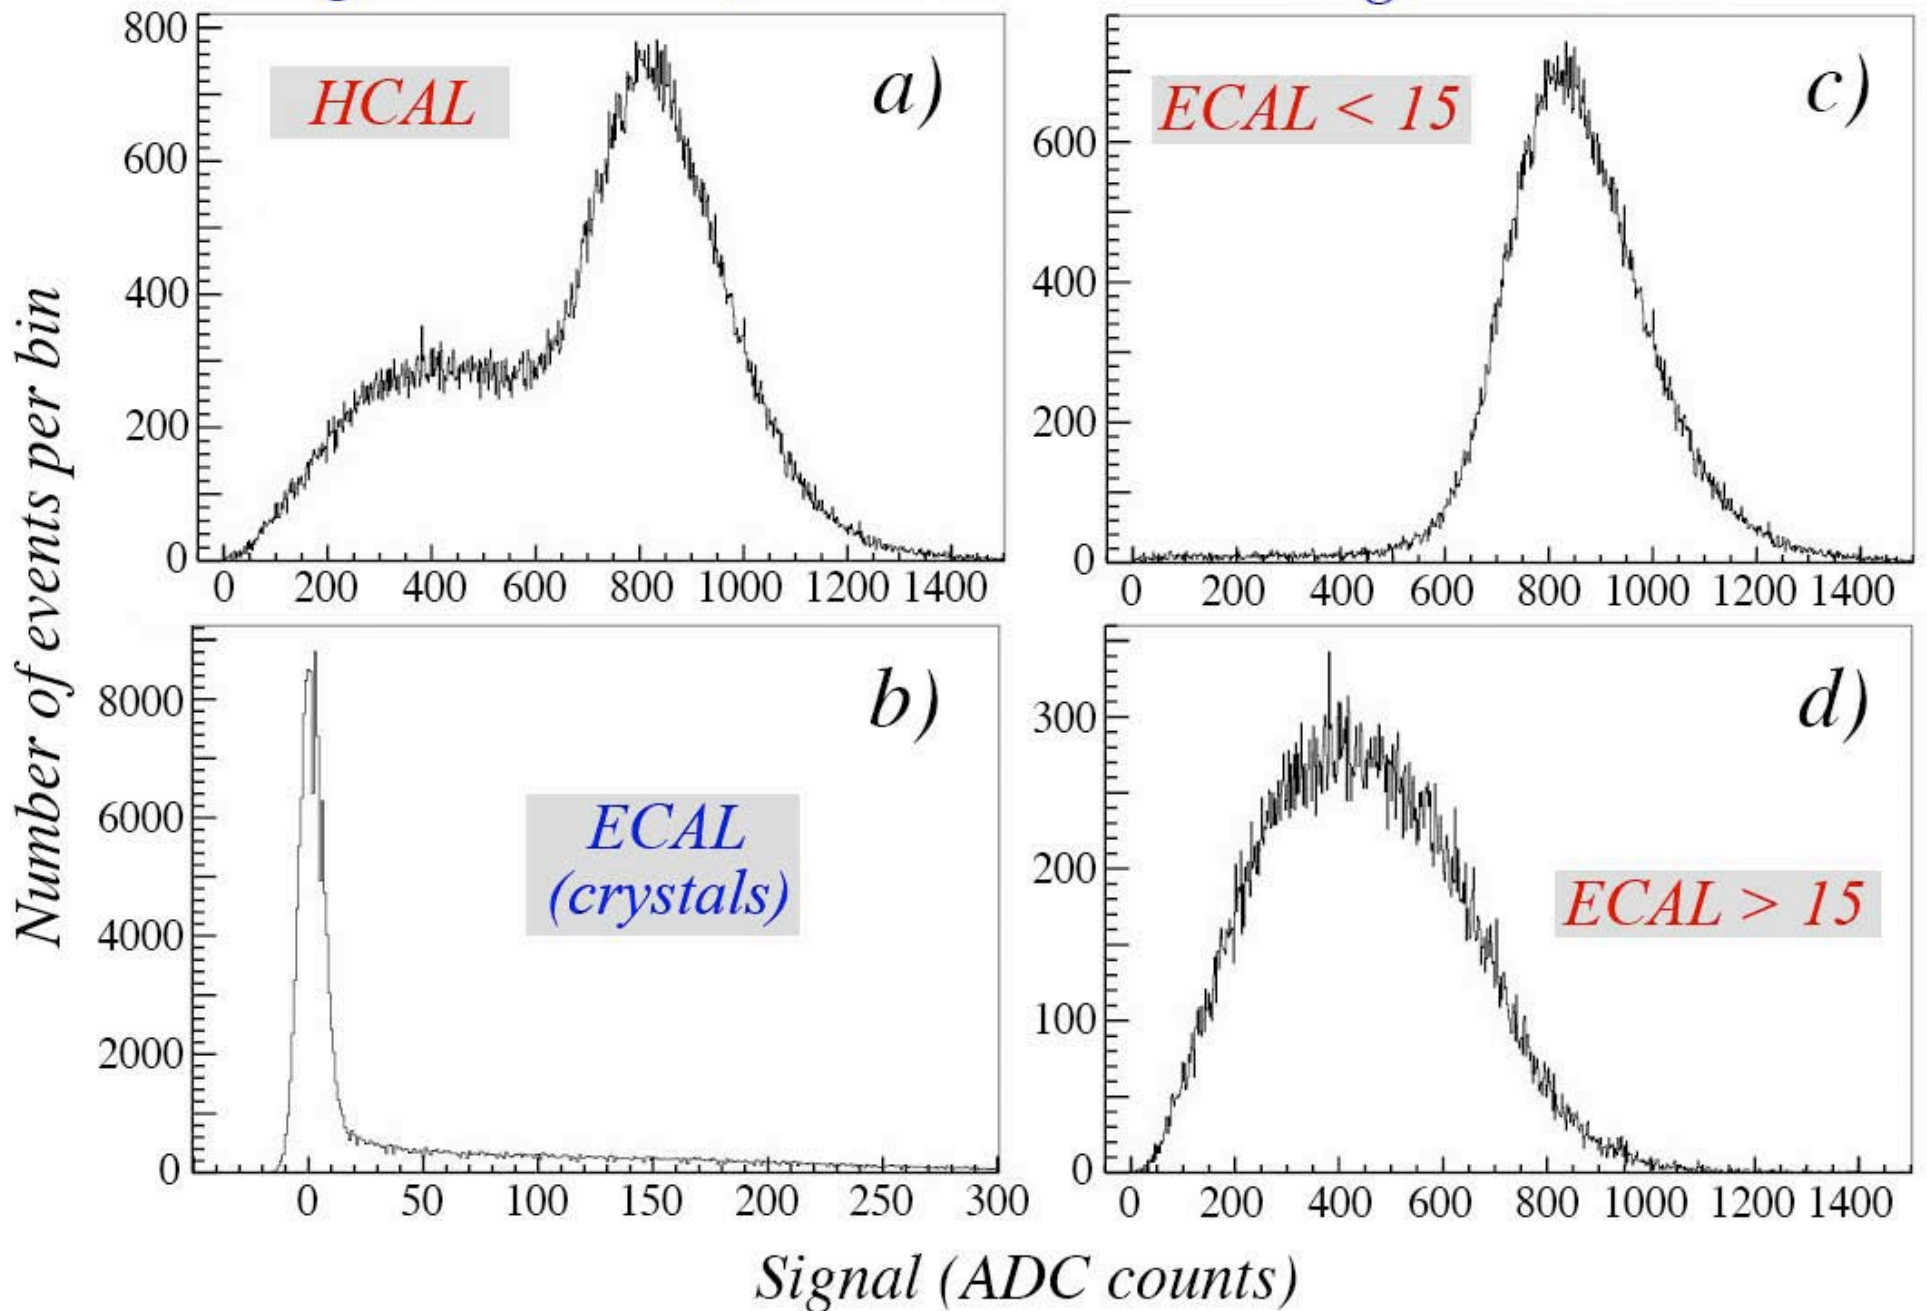 800
600
400
200
0
HCAL
a)
0 200 400 600 800 1000 1200 1400
600
400
200
0
ECAL < 15
c)
0 200 400 600 800 1000 1200 1400
8000
6000
4000
2000
0
b)
ECAL
(crystals)
0 50 100 150 200 250 300
300
200
100
0
d)
ECAL > 15
0 200 400 600 800 1000 1200 1400
Number of events per bin
Signal (ADC counts)